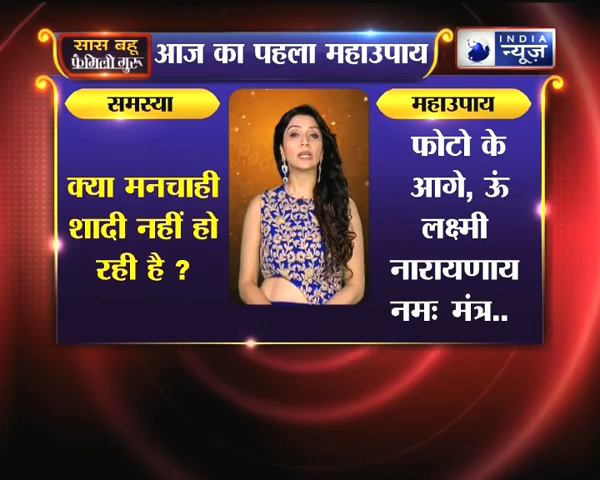 सास बहू
फ़ेमिली गुरु
आज का पहला महाउपाय
INDIA
न्यूज़
समस्या
क्या मनचाही
शादी नहीं हो
रही है ?
महाउपाय
फोटो के
आगे, ऊं
लक्ष्मी
नारायणाय
नमः मंत्र..